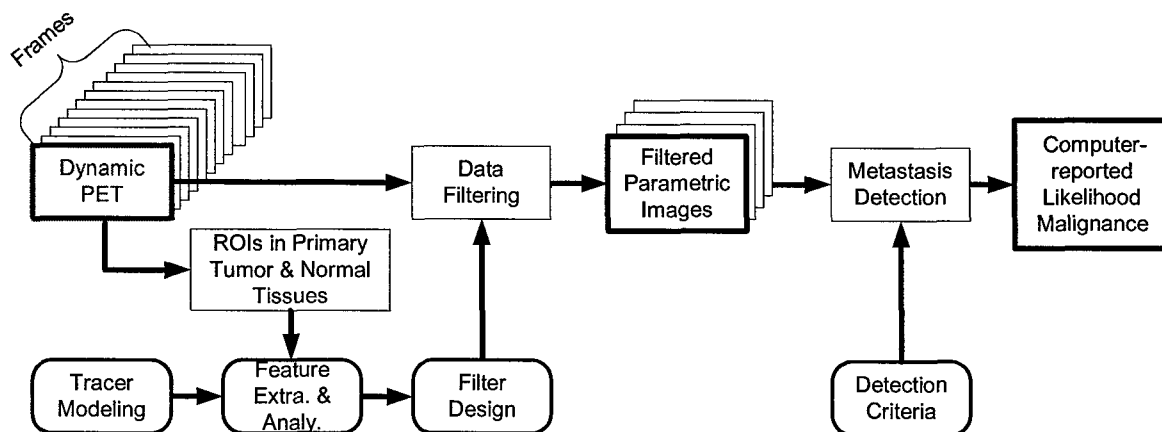 Frames
Dynamic
PET
Data
Filtering
Filtered
Parametric
Images
Metastasis
Detection
Computer-
reported
Likelihood
Malignance
ROIs in Primary
Tumor & Normal
Tissues
Tracer
Modeling
Feature
Extra. &
Analy.
Filter
Design
Detection
Criteria